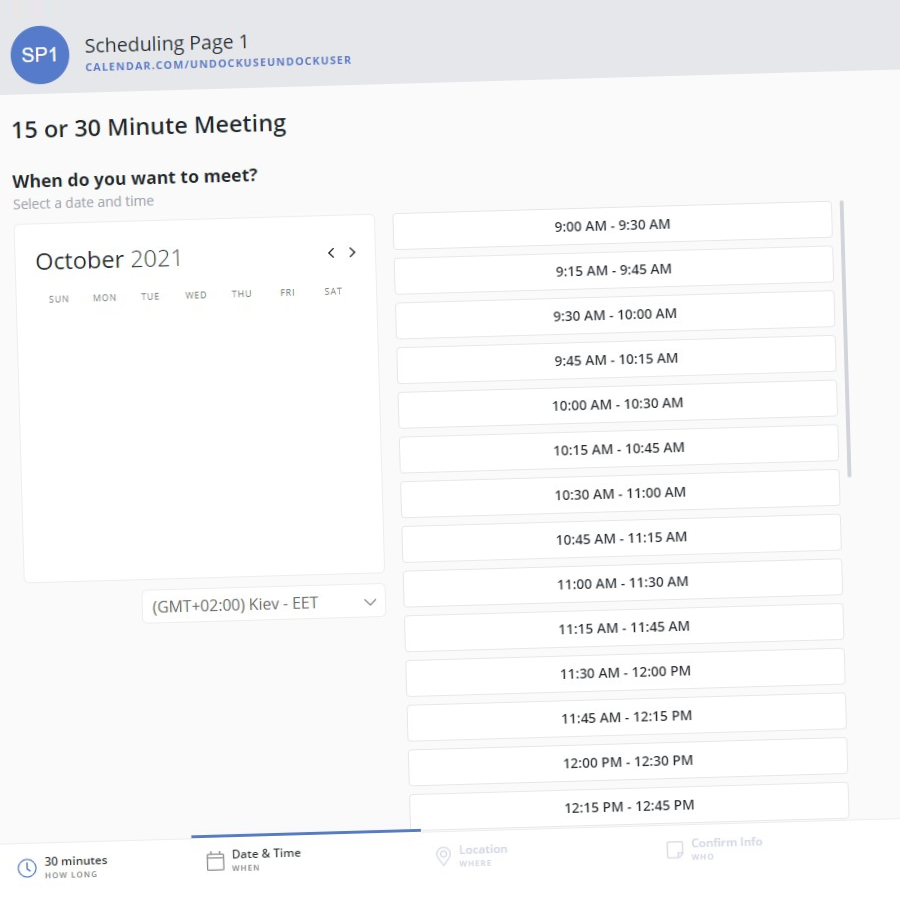 SP1
Scheduling Page 1
CALENDAR.COM/UNDOCKUSEUNDOCKUSER
15 or 30 Minute Meeting
When do you want to meet?
Select a date and time
October 2021
SUN MON TUE WED THU FRI SAT
(GMT+02:00) Kiev - EET
9:00 AM - 9:30 AM
9:15 AM - 9:45 AM
9:30 AM - 10:00 AM
9:45 AM - 10:15 AM
10:00 AM - 10:30 AM
10:15 AM - 10:45 AM
10:30 AM - 11:00 AM
10:45 AM - 11:15 AM
11:00 AM - 11:30 AM
11:15 AM - 11:45 AM
11:30 AM - 12:00 PM
11:45 AM - 12:15 PM
12:00 PM - 12:30 PM
12:15 PM - 12:45 PM
30 minutes
HOW LONG
Date & Time
WHEN
Location
WHERE
Confirm Info
WHO